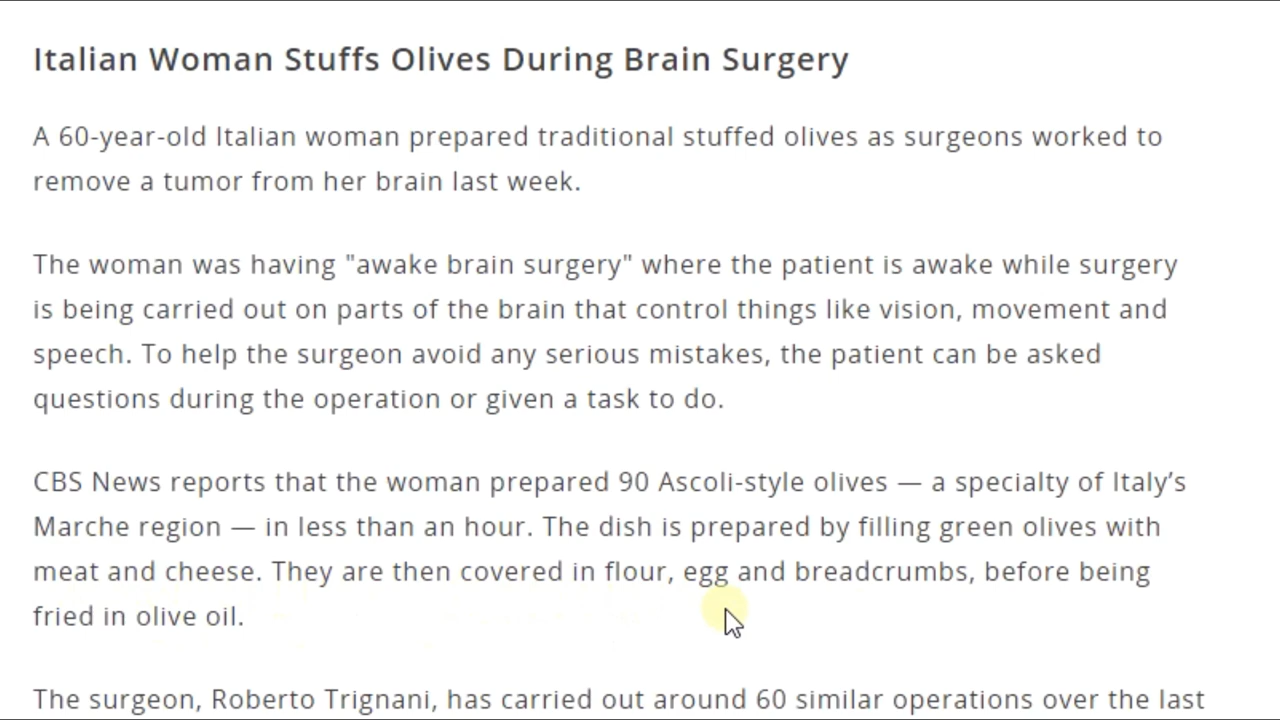 Italian Woman Stuffs Olives During Brain Surgery
A 60-year-old Italian woman prepared traditional stuffed olives as surgeons worked to
remove a tumor from her brain last week.
The woman was having "awake brain surgery" where the patient is awake while surgery
is being carried out on parts of the brain that control things like vision, movement and
speech. To help the surgeon avoid any serious mistakes, the patient can be asked
questions during the operation or given a task to do.
CBS News reports that the woman prepared 90 Ascoli-style olives — a specialty of Italy’s
Marche region — in less than an hour. The dish is prepared by filling green olives with
meat and cheese. They are then covered in flour, egg and breadcrumbs, before being
fried in olive oil.
The surgeon, Roberto Trignani, has carried out around 60 similar operations over the last